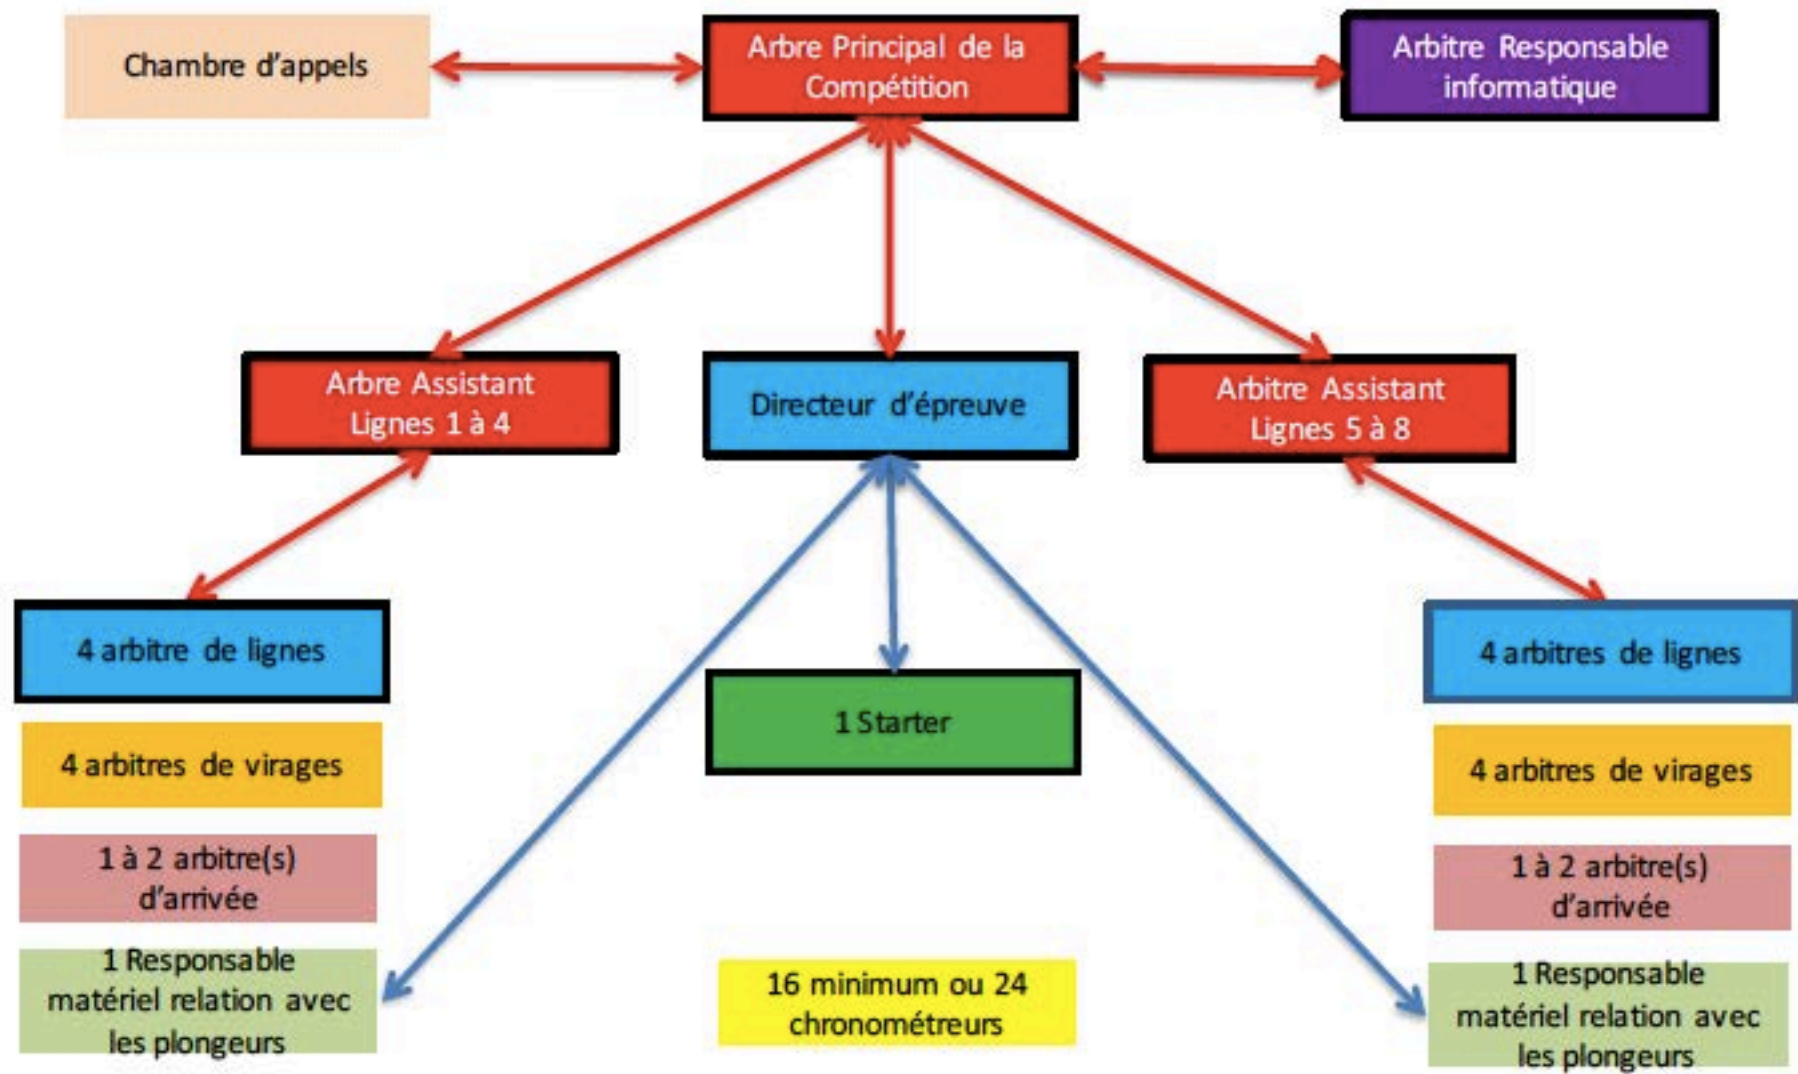 Chambre d'appels
Arbre Principal de la
Compétition
Arbitre Responsable
informatique
Arbre Assistant
Lignes 1 à 4
Directeur d'épreuve
Arbitre Assistant
Lignes 5 à 8
4 arbitre de lignes
4 arbitres de virages
1 à 2 arbitre(s)
d'arrivée
1 Responsable
matériel relation avec
les plongeurs
1 Starter
16 minimum ou 24
chronométreurs
4 arbitres de lignes
4 arbitres de virages
1 à 2 arbitre(s)
d'arrivée
1 Responsable
matériel relation avec
les plongeurs